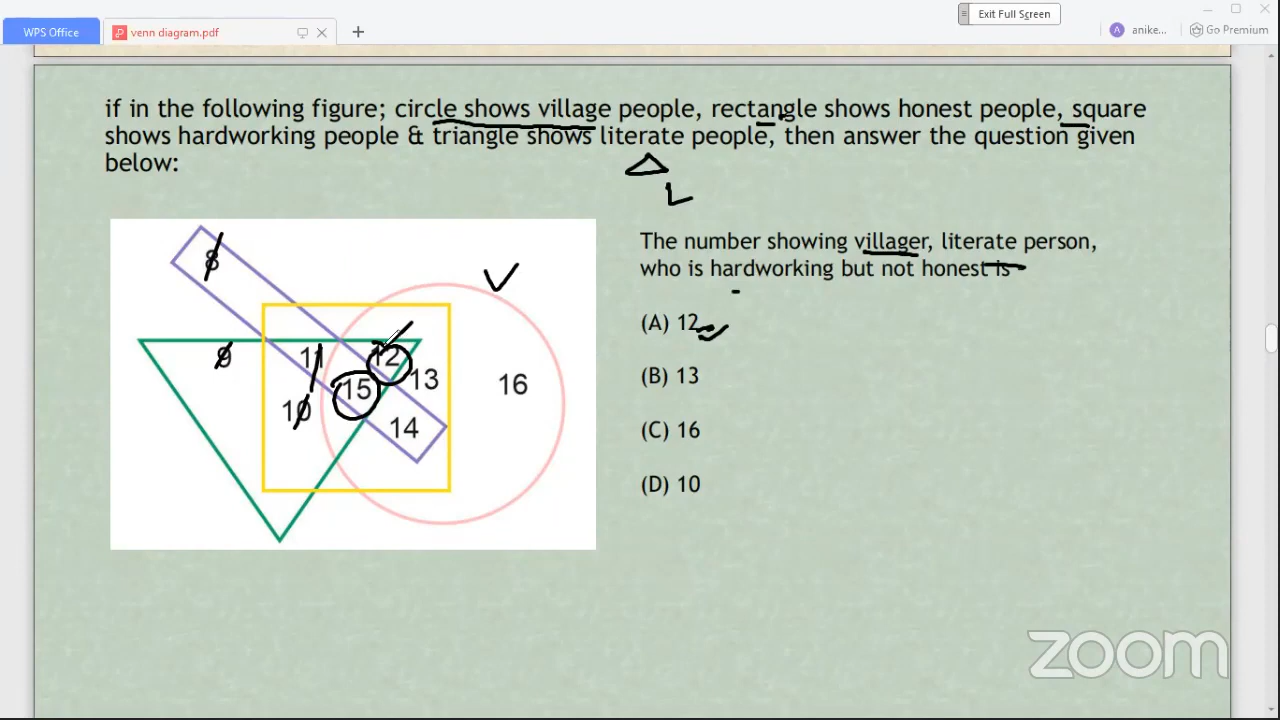 Exit Full Screen
WPS Office
venn diagram.pdf
anike...
Go Premium
if in the following figure; circle shows village people, rectangle shows honest people, square
shows hardworking people & triangle shows literate people, then answer the question given
below:
L
The number showing villager, literate person,
who is hardworking but not honest is
8
9
11
12
13
16
15
10
14
(A) 12
(B) 13
(C) 16
(D) 10
zoom